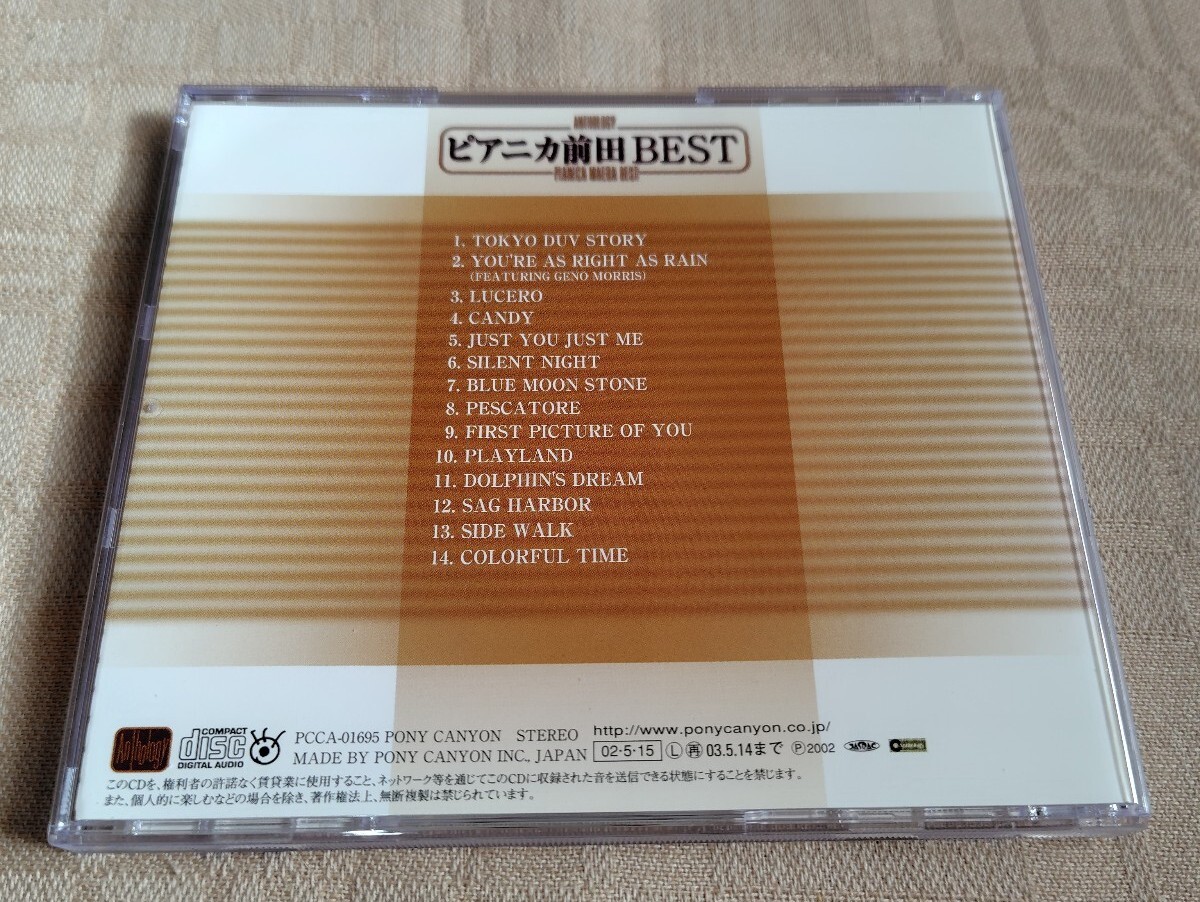 ANTHOLOGY
ピアニカ前田 BEST
PIANICA MAEDA BEST
1. TOKYO DUV STORY
2. YOU'RE AS RIGHT AS RAIN
(FEATURING GENO MORRIS)
3. LUCERO
4. CANDY
5. JUST YOU JUST ME
6. SILENT NIGHT
7. BLUE MOON STONE
8. PESCATORE
9. FIRST PICTURE OF YOU
10. PLAYLAND
11. DOLPHIN'S DREAM
12. SAG HARBOR
13. SIDE WALK
14. COLORFUL TIME
Anthology
COMPACT
disc
DIGITAL AUDIO
PCCA-01695 PONY CANYON STEREO http://www.ponycanyon.co.jp/
MADE BY PONY CANYON INC., JAPAN 02-5-15 Ⓛ㊞03.5.14まで Ⓟ2002 JASRAC
このCDを、権利者の許諾なく賃貸業に使用すること、ネットワーク等を通じてこのCDに収録された音を送信できる状態にすることを禁じます。
また、個人的に楽しむなどの場合を除き、著作権法上、無断複製は禁じられています。